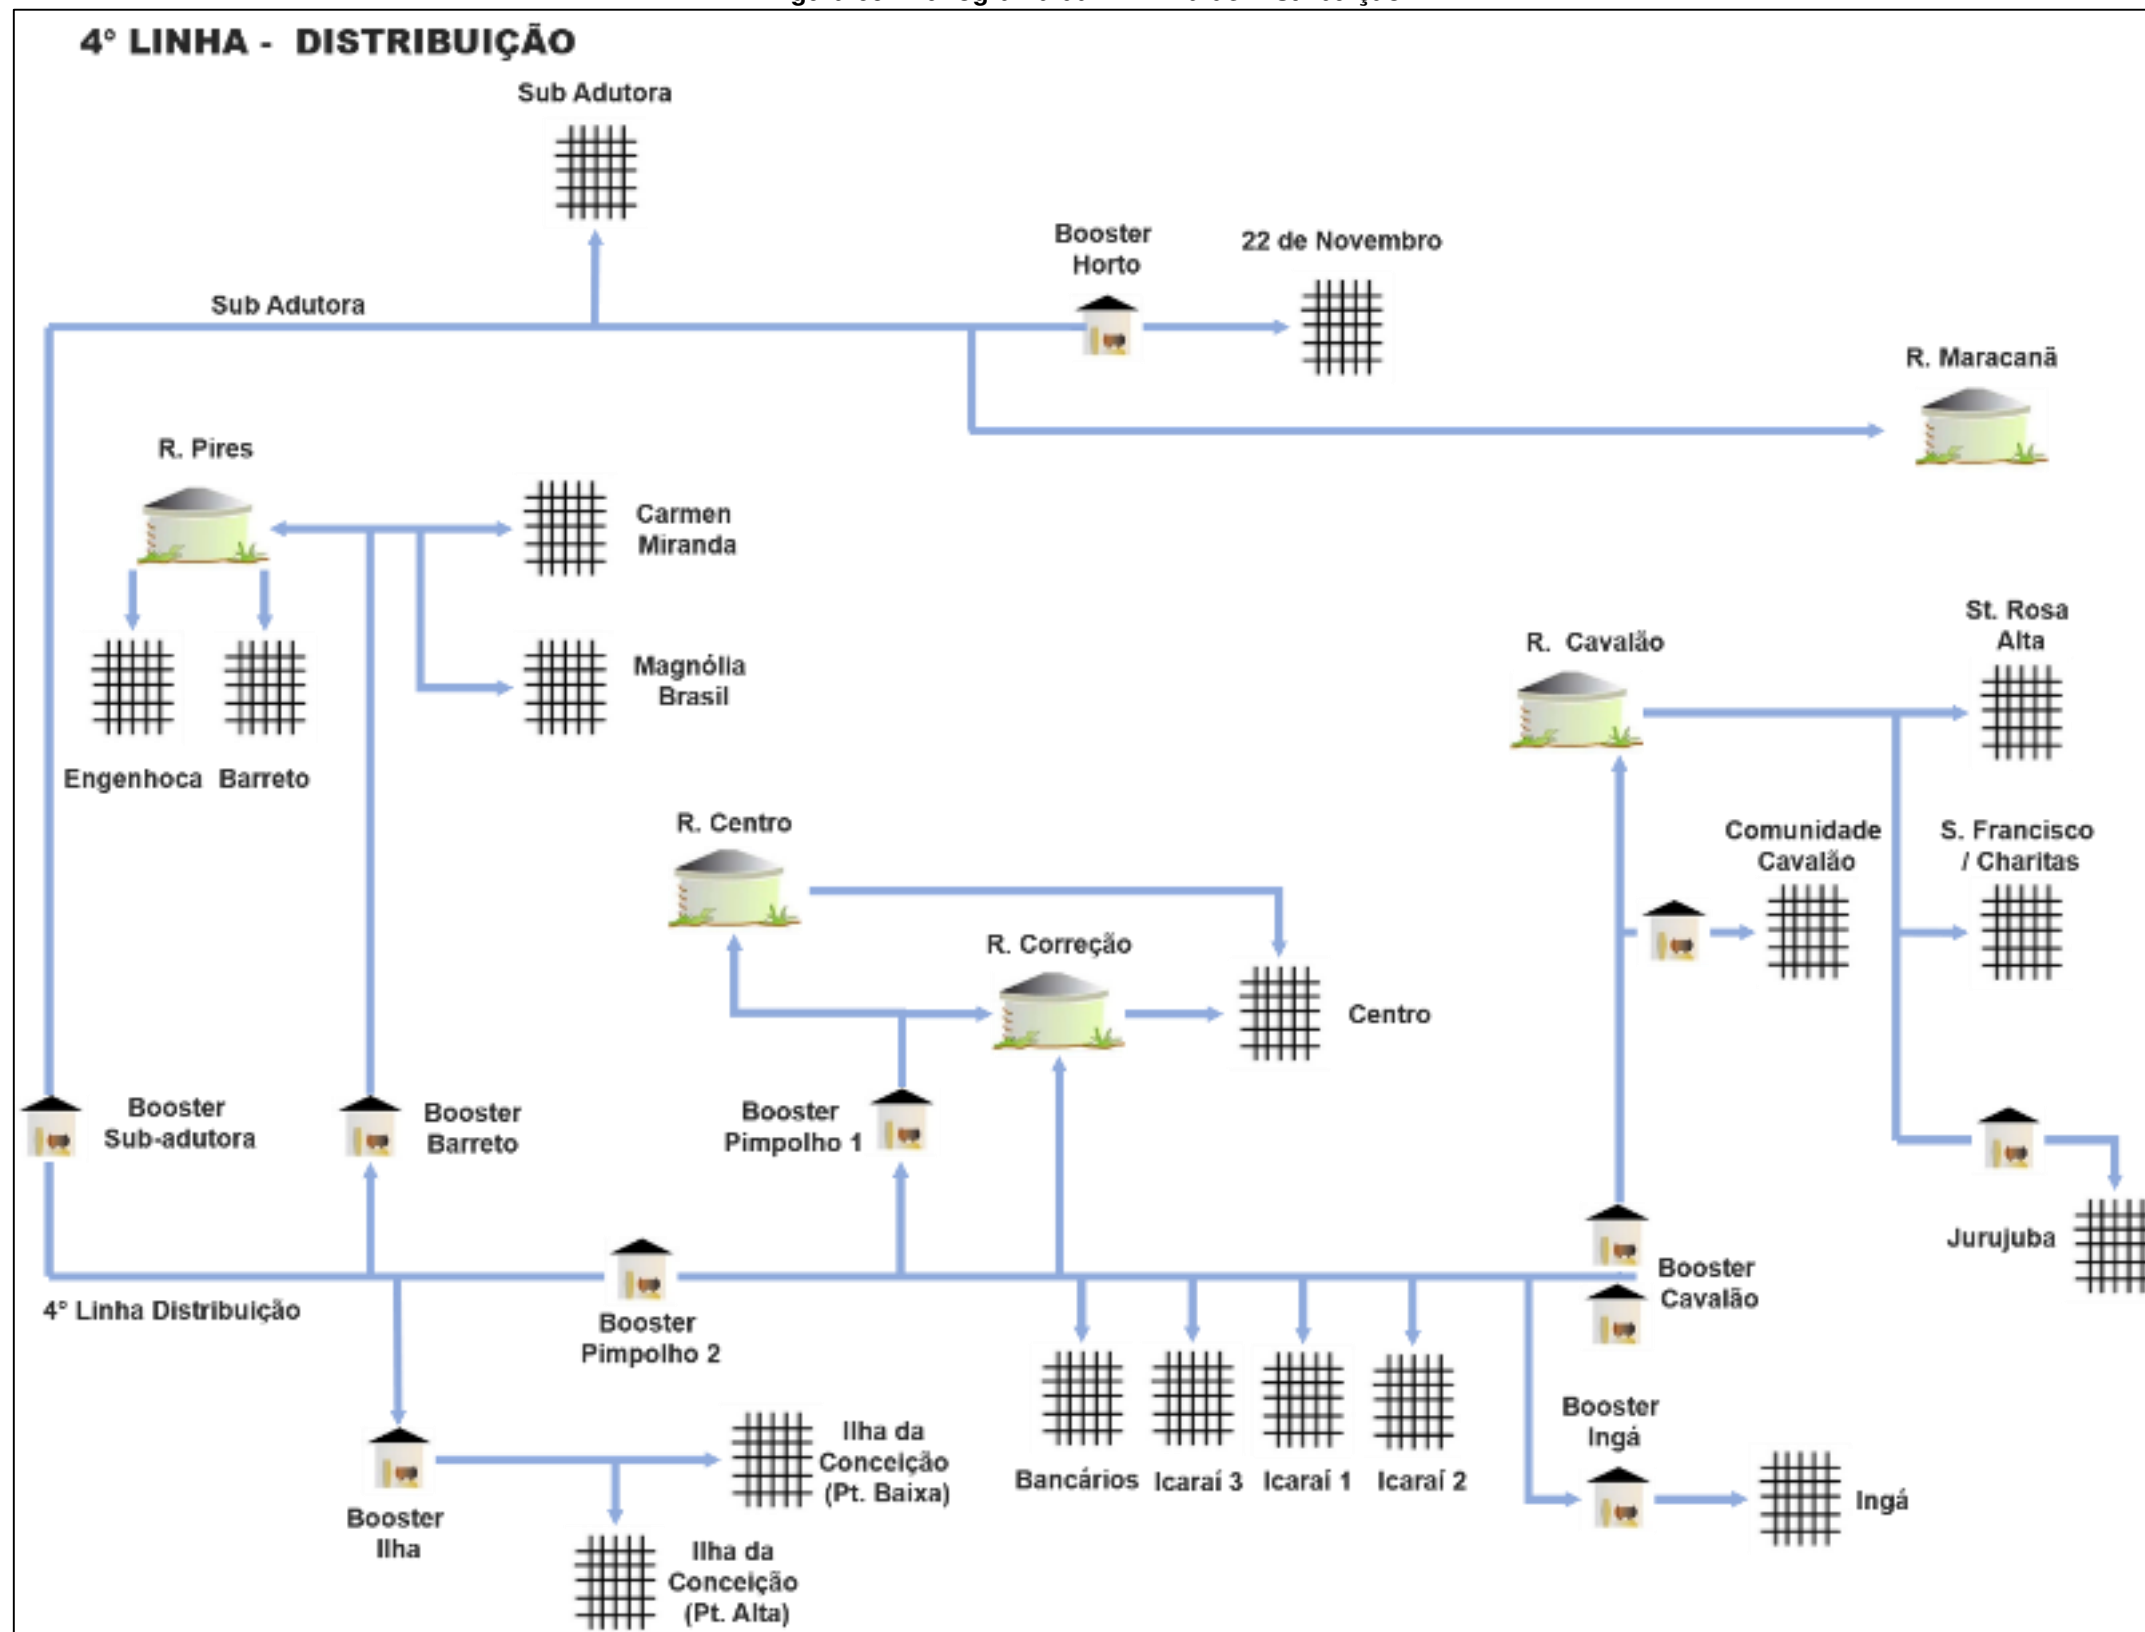 4° LINHA - DISTRIBUIÇÃO
Sub Adutora
Booster
Horto
22 de Novembro
Sub Adutora
R. Maracanã
R. Pires
Carmen
Miranda
St. Rosa
Alta
R. Cavalão
Magnólia
Brasil
Engenhoca
Barreto
R. Centro
Comunidade
Cavalão
S. Francisco
/ Charitas
R. Correção
Centro
Booster
Sub-adutora
Booster
Barreto
Booster
Pimpolho 1
Jurujuba
Booster
Cavalão
4° Linha Distribuição
Booster
Pimpolho 2
Booster
Ingá
Ilha da
Conceição
(Pt. Baixa)
Bancários
Icaraí 3
Icaraí 1
Icaraí 2
Ingá
Booster
Ilha
Ilha da
Conceição
(Pt. Alta)